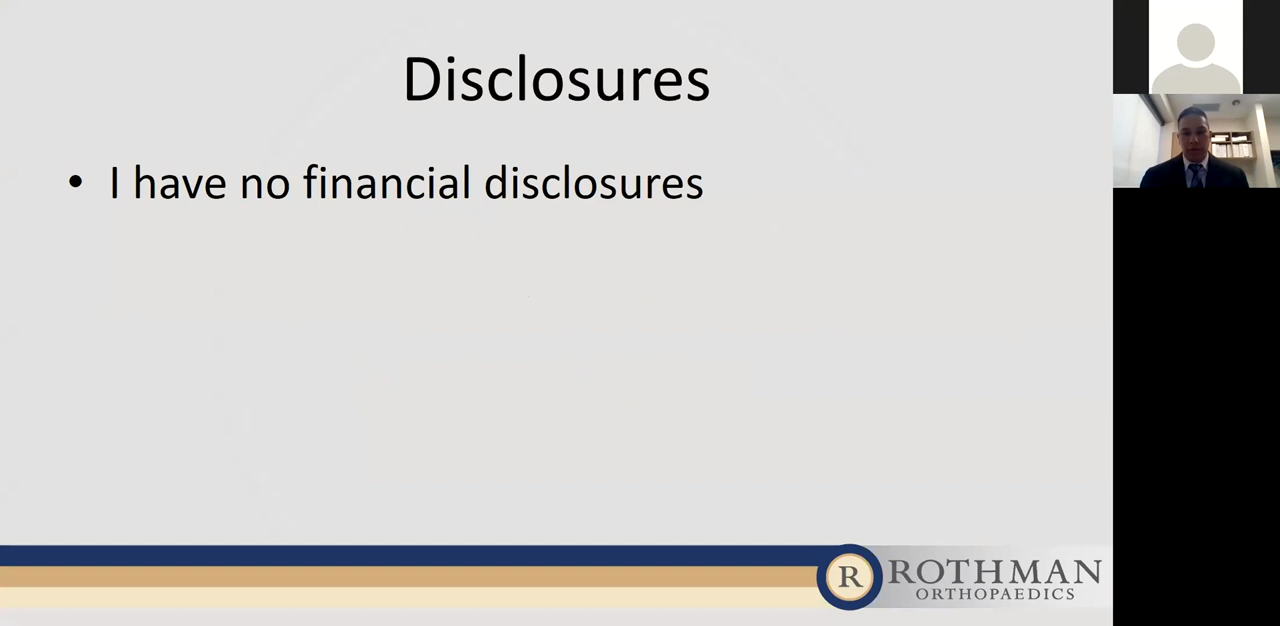 Disclosures
• I have no financial disclosures
R ROTHMAN
ORTHOPAEDICS